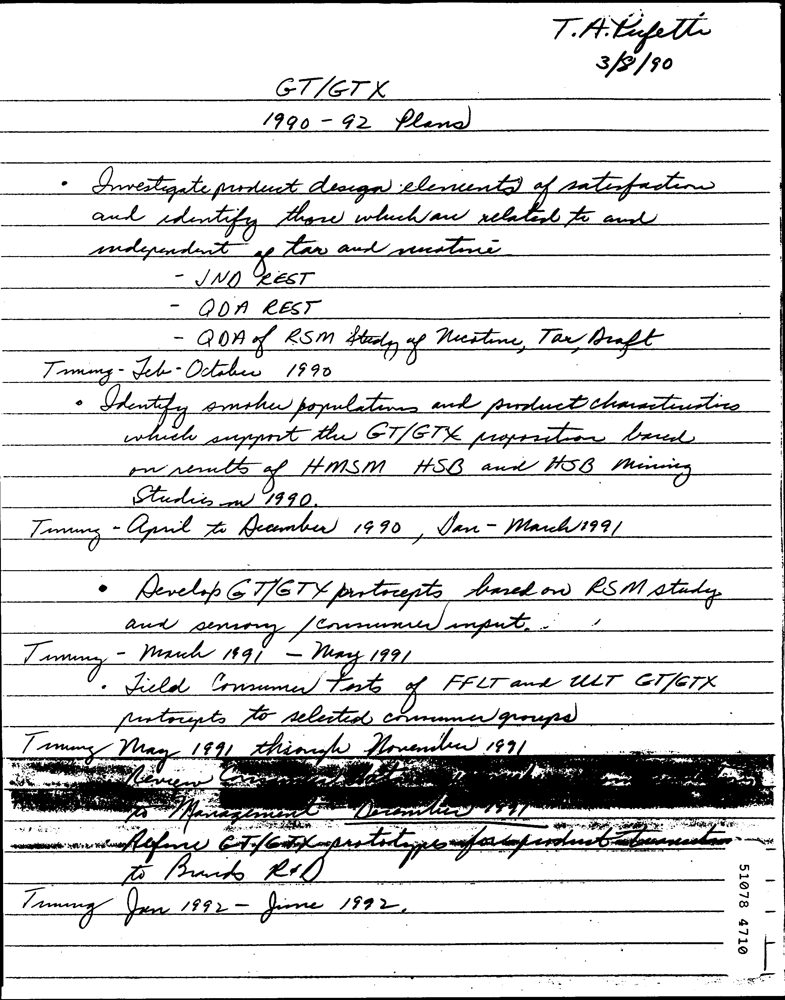 T.A. Perfetti
3/8/90
GT/GTX
1990 - 92 Plans
• Investigate product design elements of satisfaction
and identify those which are related to and
independent of tar and nicotine
- JND REST
- QDA REST
- QDA of RSM Study of Nicotine, Tar, Draft
Timing - Feb - October 1990
• Identify smoker populations and product characteristics
which support the GT/GTX proposition based
on results of HMSM HSB and HSB Mining
Studies in 1990.
Timing - April to December 1990, Jan - March 1991
• Develop GT/GTX protocepts based on RSM study
and sensory / consumer input.
Timing - March 1991 - May 1991
• Field Consumer Tests of FFLT and ULT GT/GTX
protocepts to selected consumer groups
Timing May 1991 through November 1991
Review
to Management December 1991
Refine GT/GTX prototypes for product transition
to Brands R+D
Timing Jan 1992 - June 1992.
51078 4710